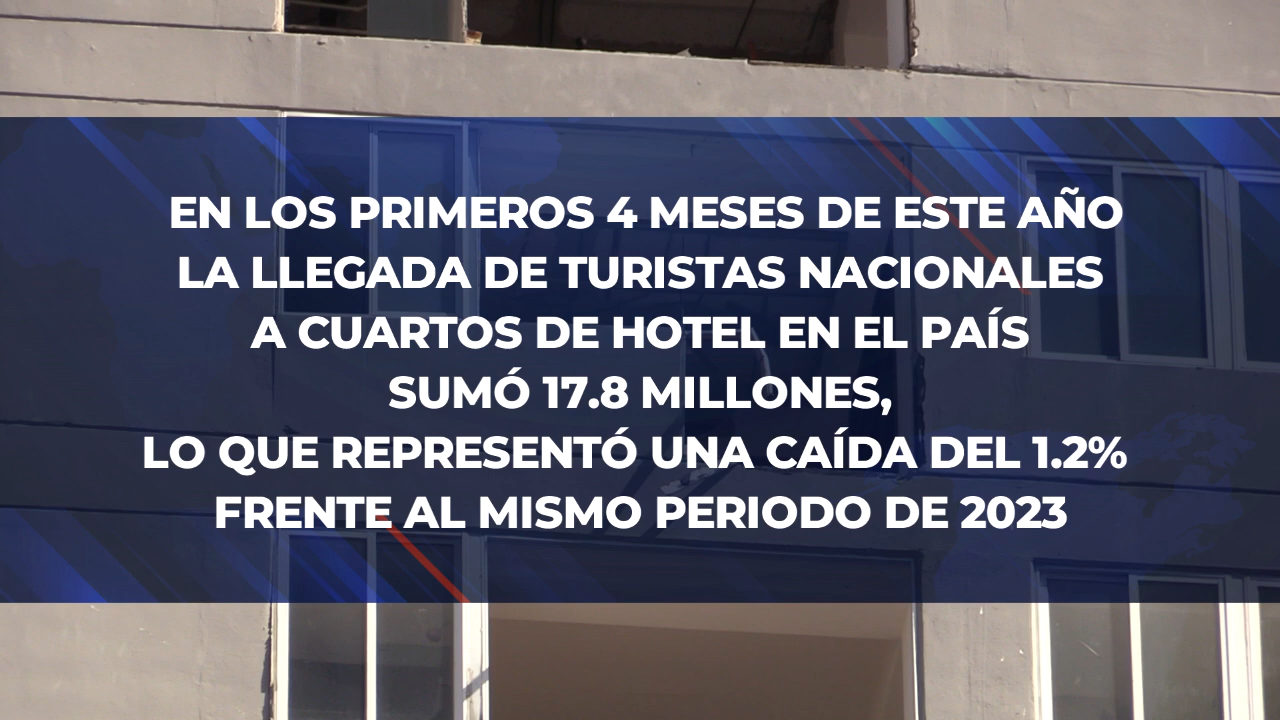 EN LOS PRIMEROS 4 MESES DE ESTE AÑO
LA LLEGADA DE TURISTAS NACIONALES
A CUARTOS DE HOTEL EN EL PAÍS
SUMÓ 17.8 MILLONES,
LO QUE REPRESENTÓ UNA CAÍDA DEL 1.2%
FRENTE AL MISMO PERIODO DE 2023